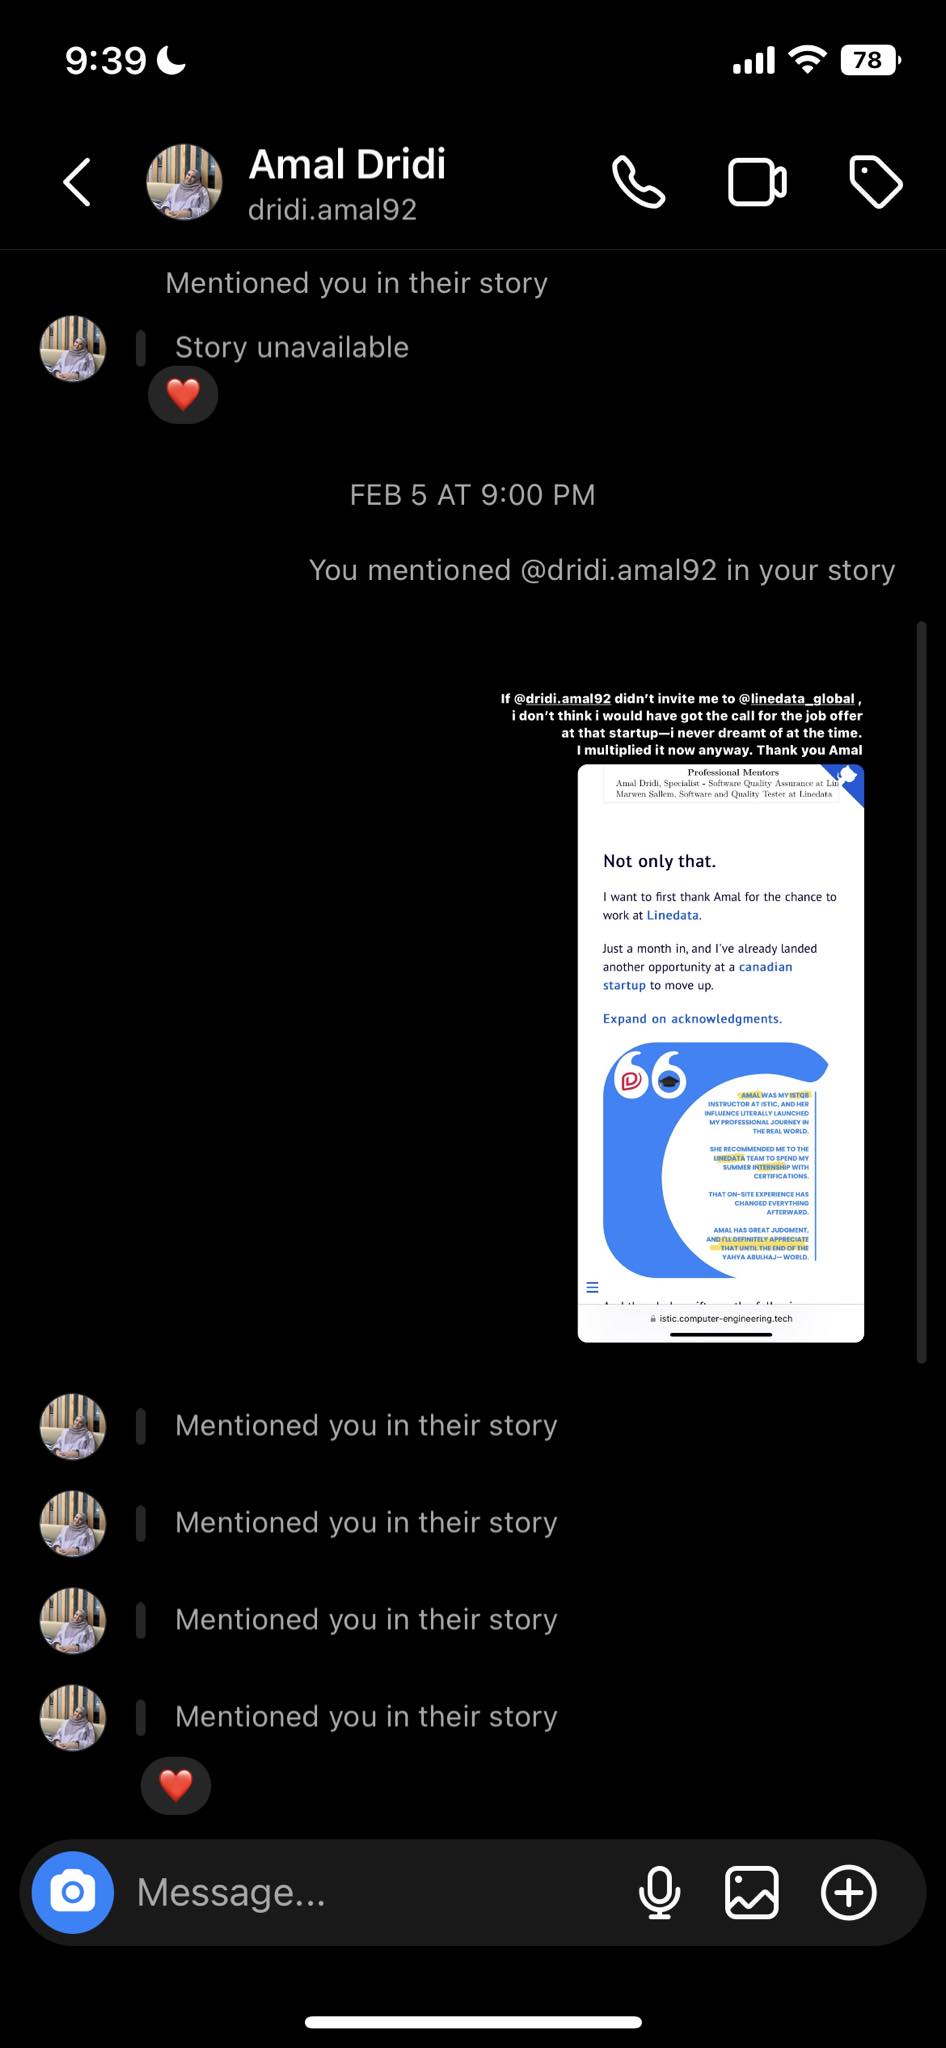 9:39
78
Amal Dridi
dridi.amal92
Mentioned you in their story
Story unavailable
FEB 5 AT 9:00 PM
You mentioned @dridi.amal92 in your story
If @dridi.amal92 didn't invite me to @linedata_global ,
i don't think i would have got the call for the job offer
at that startup—i never dreamt of at the time.
I multiplied it now anyway. Thank you Amal
Professional Mentors
Amal Dridi, Specialist - Software Quality Assurance at Lin
Marwen Sallem, Software and Quality Tester at Linedata
Not only that.
I want to first thank Amal for the chance to
work at Linedata.
Just a month in, and I've already landed
another opportunity at a canadian
startup to move up.
Expand on acknowledgments.
AMAL WAS MY ISTQB
INSTRUCTOR AT ISTIC, AND HER
INFLUENCE LITERALLY LAUNCHED
MY PROFESSIONAL JOURNEY IN
THE REAL WORLD.
SHE RECOMMENDED ME TO THE
LINEDATA TEAM TO SPEND MY
SUMMER INTERNSHIP WITH
CERTIFICATIONS.
THAT ON-SITE EXPERIENCE HAS
CHANGED EVERYTHING
AFTERWARD.
AMAL HAS GREAT JUDGMENT,
AND I'LL DEFINITELY APPRECIATE
THAT UNTIL THE END OF THE
YAHYA ABULHAJ— WORLD.
istic.computer-engineering.tech
Mentioned you in their story
Mentioned you in their story
Mentioned you in their story
Mentioned you in their story
Message...